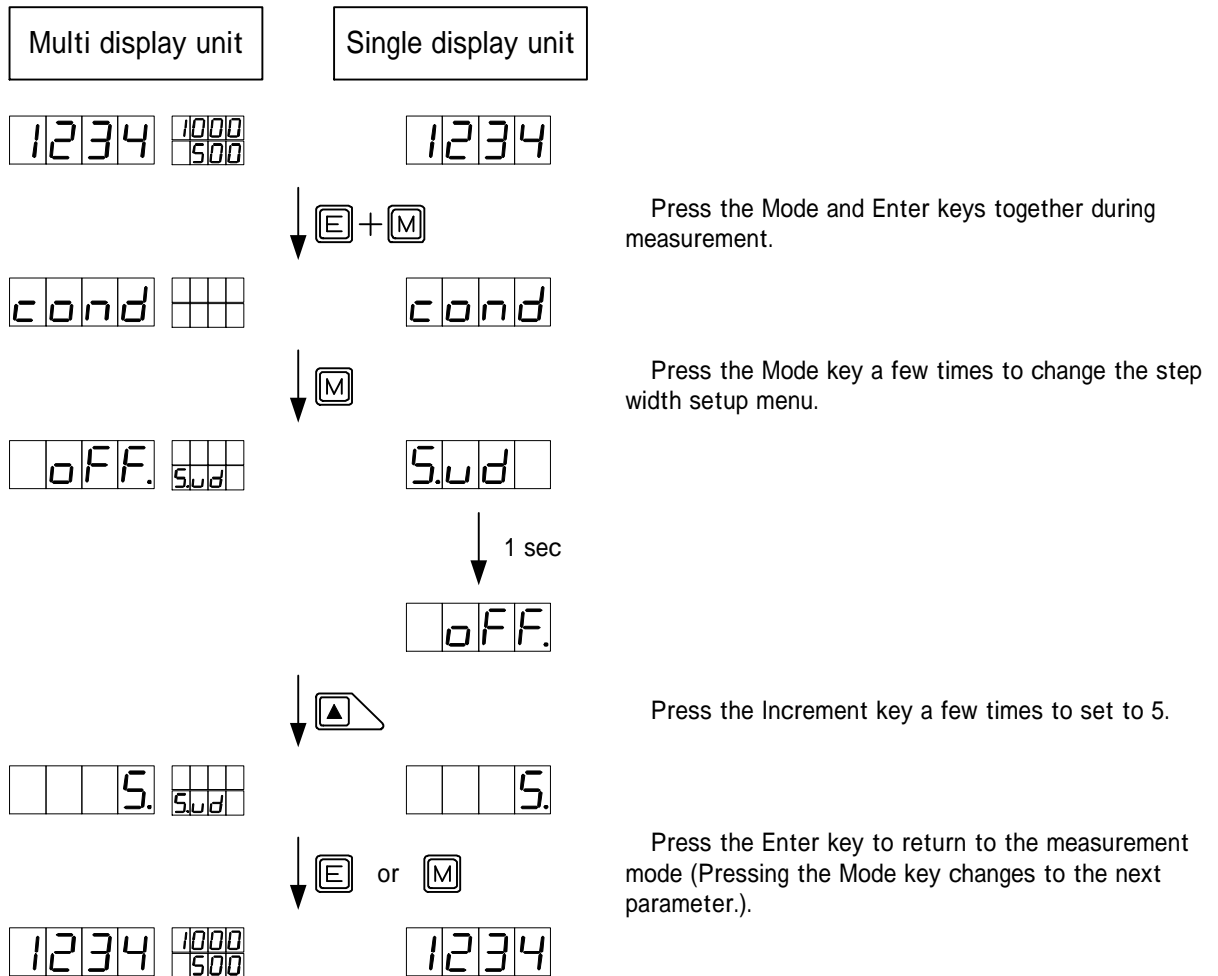 Multi display unit
Single display unit
1234 1000
500
1234
E + M
Press the Mode and Enter keys together during
measurement.
cond
cond
M
Press the Mode key a few times to change the step
width setup menu.
oFF. S.ud
S.ud
1 sec
oFF.
Press the Increment key a few times to set to 5.
5. S.ud
5.
E or M
Press the Enter key to return to the measurement
mode (Pressing the Mode key changes to the next
parameter.).
1234 1000
500
1234